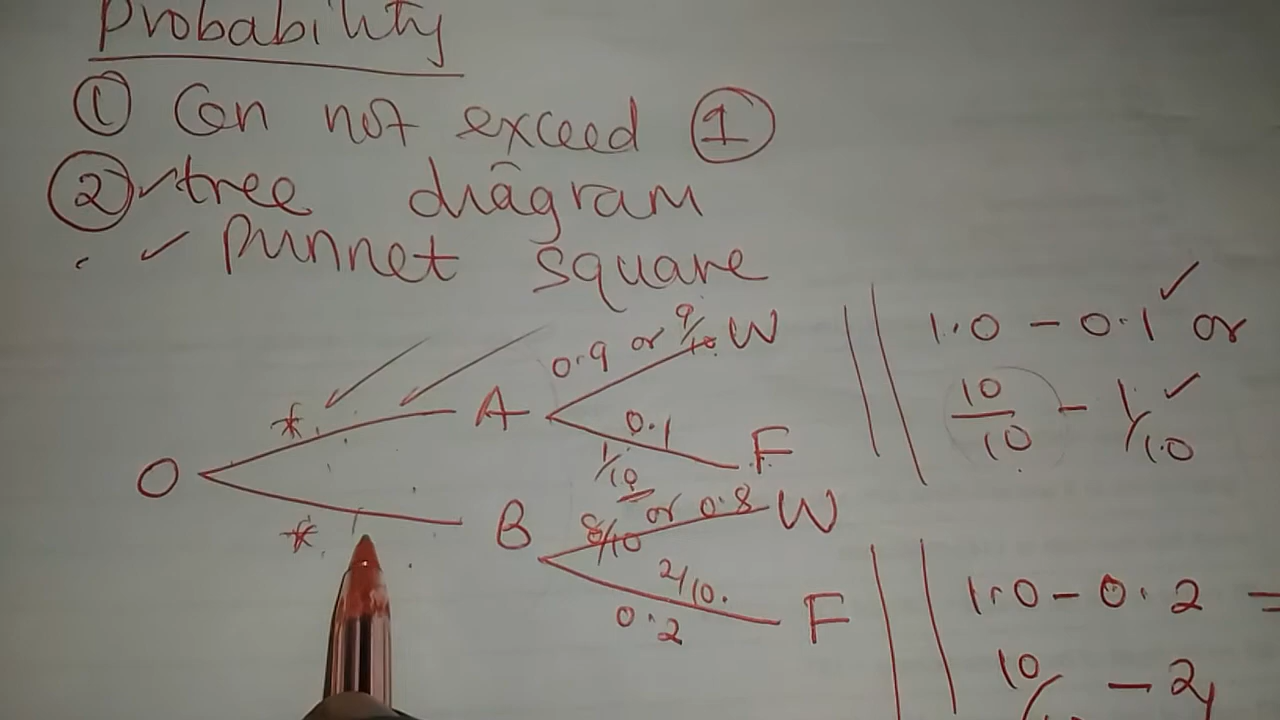 Probability
① Can not exceed ①
② ✓tree diagram
✓ Punnet square
0.9 or 9/10 W
* A
0.1 F
1/10
O
* B
8/10 or 0.8 W
2/10.
0.2 F
1.0 - 0.1 ✓ or
10/10 - 1/10 ✓
1.0 - 0.2 =
10/ - 2/